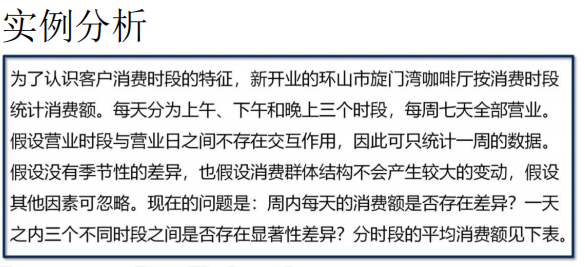 实例分析
为了认识客户消费时段的特征，新开业的环山市旋门湾咖啡厅按消费时段
统计消费额。每天分为上午、下午和晚上三个时段，每周七天全部营业。
假设营业时段与营业日之间不存在交互作用，因此可只统计一周的数据。
假设没有季节性的差异，也假设消费群体结构不会产生较大的变动，假设
其他因素可忽略。现在的问题是：周内每天的消费额是否存在差异？一天
之内三个不同时段之间是否存在显著性差异？分时段的平均消费额见下表。